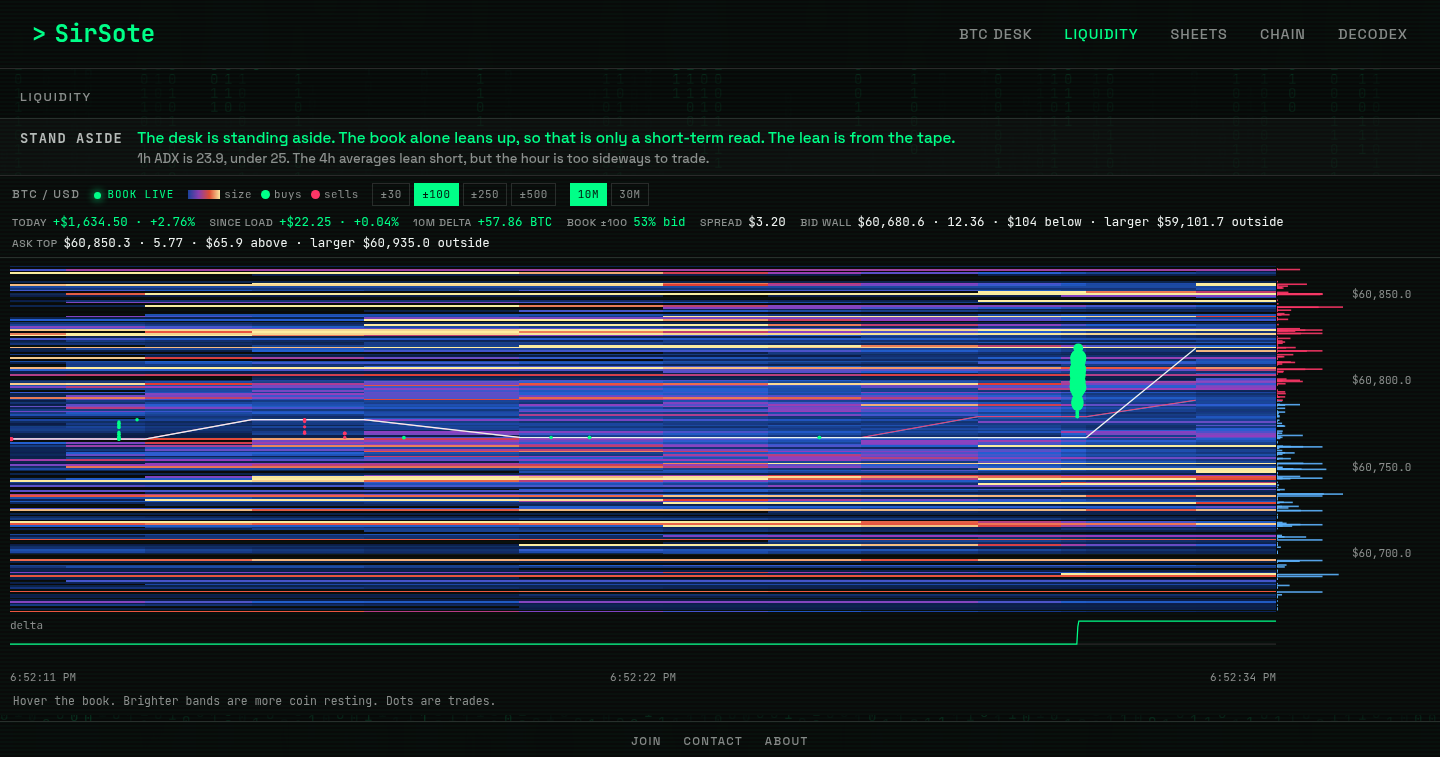 > SirSote
BTC DESK LIQUIDITY SHEETS CHAIN DECODEX
LIQUIDITY
STAND ASIDE The desk is standing aside. The book alone leans up, so that is only a short-term read. The lean is from the tape.
1h ADX is 23.9, under 25. The 4h averages lean short, but the hour is too sideways to trade.
BTC / USD BOOK LIVE size buys sells ±30 ±100 ±250 ±500 10M 30M
TODAY +$1,634.50 · +2.76% SINCE LOAD +$22.25 · +0.04% 10M DELTA +57.86 BTC BOOK ±100 53% bid SPREAD $3.20 BID WALL $60,680.6 · 12.36 · $104 below · larger $59,101.7 outside
ASK TOP $60,850.3 · 5.77 · $65.9 above · larger $60,935.0 outside
$60,850.0
$60,800.0
$60,750.0
$60,700.0
delta
6:52:11 PM 6:52:22 PM 6:52:34 PM
Hover the book. Brighter bands are more coin resting. Dots are trades.
JOIN CONTACT ABOUT